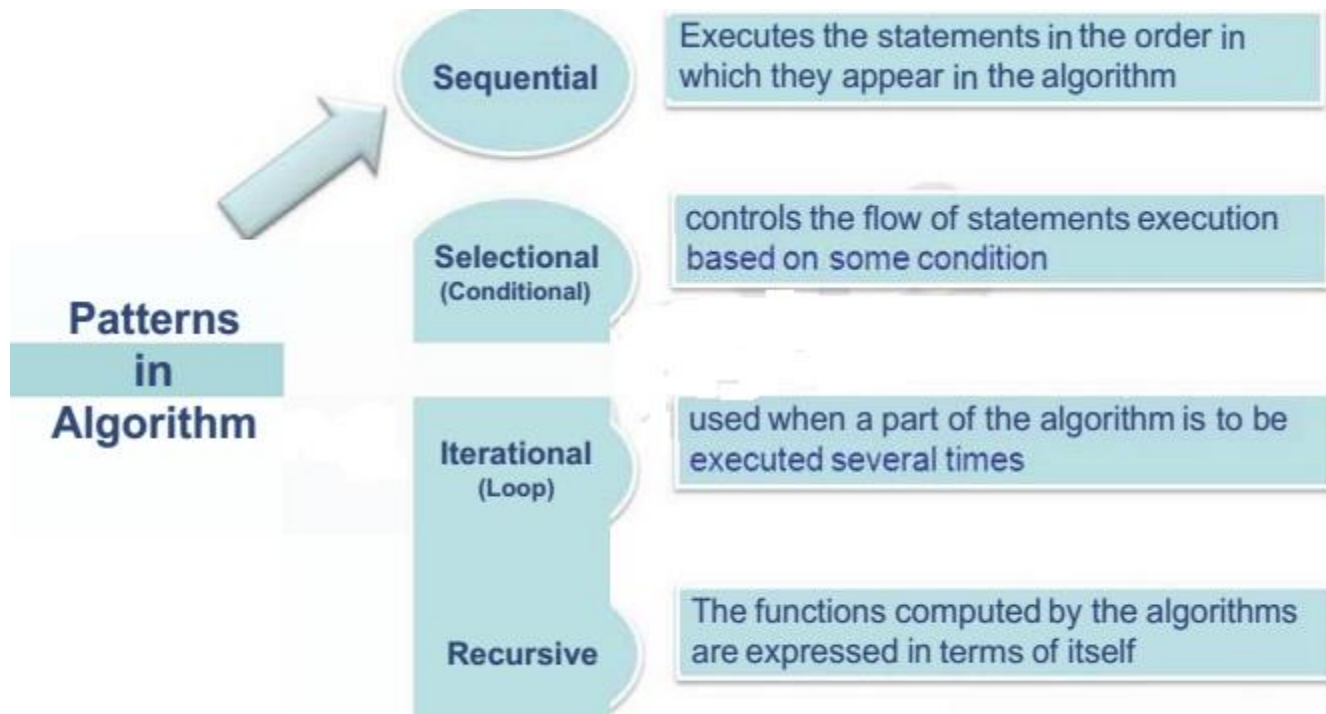 Patterns
in
Algorithm
Sequential
Executes the statements in the order in
which they appear in the algorithm
Selectional
(Conditional)
controls the flow of statements execution
based on some condition
Iterational
(Loop)
used when a part of the algorithm is to be
executed several times
Recursive
The functions computed by the algorithms
are expressed in terms of itself